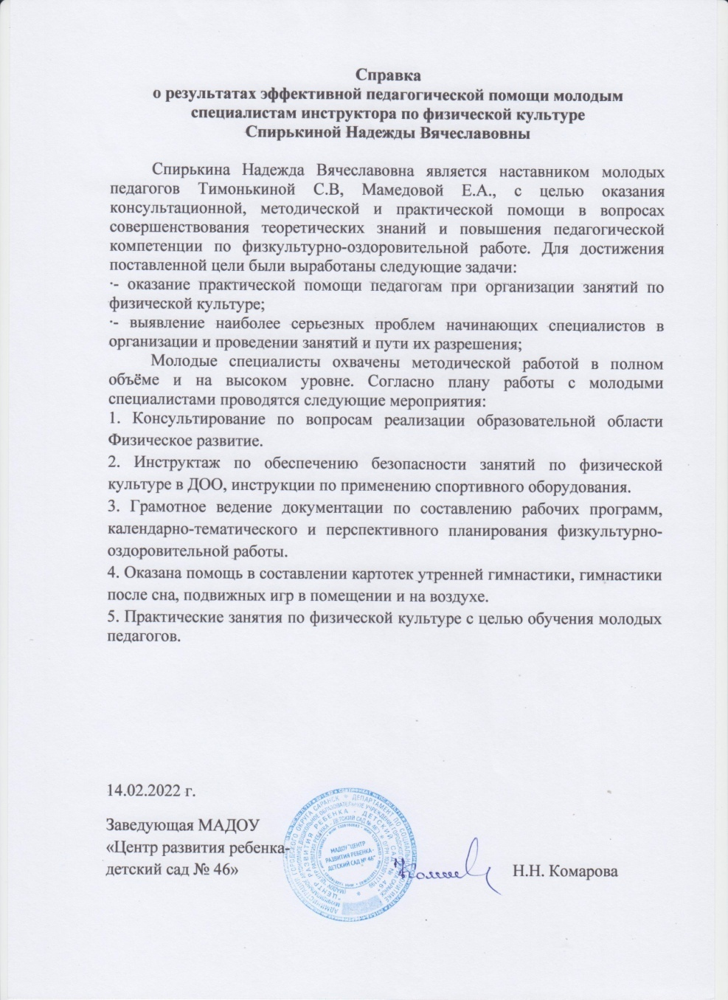 Справка
о результатах эффективной педагогической помощи молодым
специалистам инструктора по физической культуре
Спирькиной Надежды Вячеславовны
Спирькина Надежда Вячеславовна является наставником молодых
педагогов Тимонькиной С.В, Мамедовой Е.А., с целью оказания
консультационной, методической и практической помощи в вопросах
совершенствования теоретических знаний и повышения педагогической
компетенции по физкультурно-оздоровительной работе. Для достижения
поставленной цели были выработаны следующие задачи:
·- оказание практической помощи педагогам при организации занятий по
физической культуре;
·- выявление наиболее серьезных проблем начинающих специалистов в
организации и проведении занятий и пути их разрешения;
Молодые специалисты охвачены методической работой в полном
объёме и на высоком уровне. Согласно плану работы с молодыми
специалистами проводятся следующие мероприятия:
1. Консультирование по вопросам реализации образовательной области
Физическое развитие.
2. Инструктаж по обеспечению безопасности занятий по физической
культуре в ДОО, инструкции по применению спортивного оборудования.
3. Грамотное ведение документации по составлению рабочих программ,
календарно-тематического и перспективного планирования физкультурно-
оздоровительной работы.
4. Оказана помощь в составлении картотек утренней гимнастики, гимнастики
после сна, подвижных игр в помещении и на воздухе.
5. Практические занятия по физической культуре с целью обучения молодых
педагогов.
14.02.2022 г.
Заведующая МАДОУ
«Центр развития ребенка-
детский сад № 46»
Н.Н. Комарова
МАДОУ "ЦЕНТР
РАЗВИТИЯ РЕБЕНКА-
ДЕТСКИЙ САД № 46"